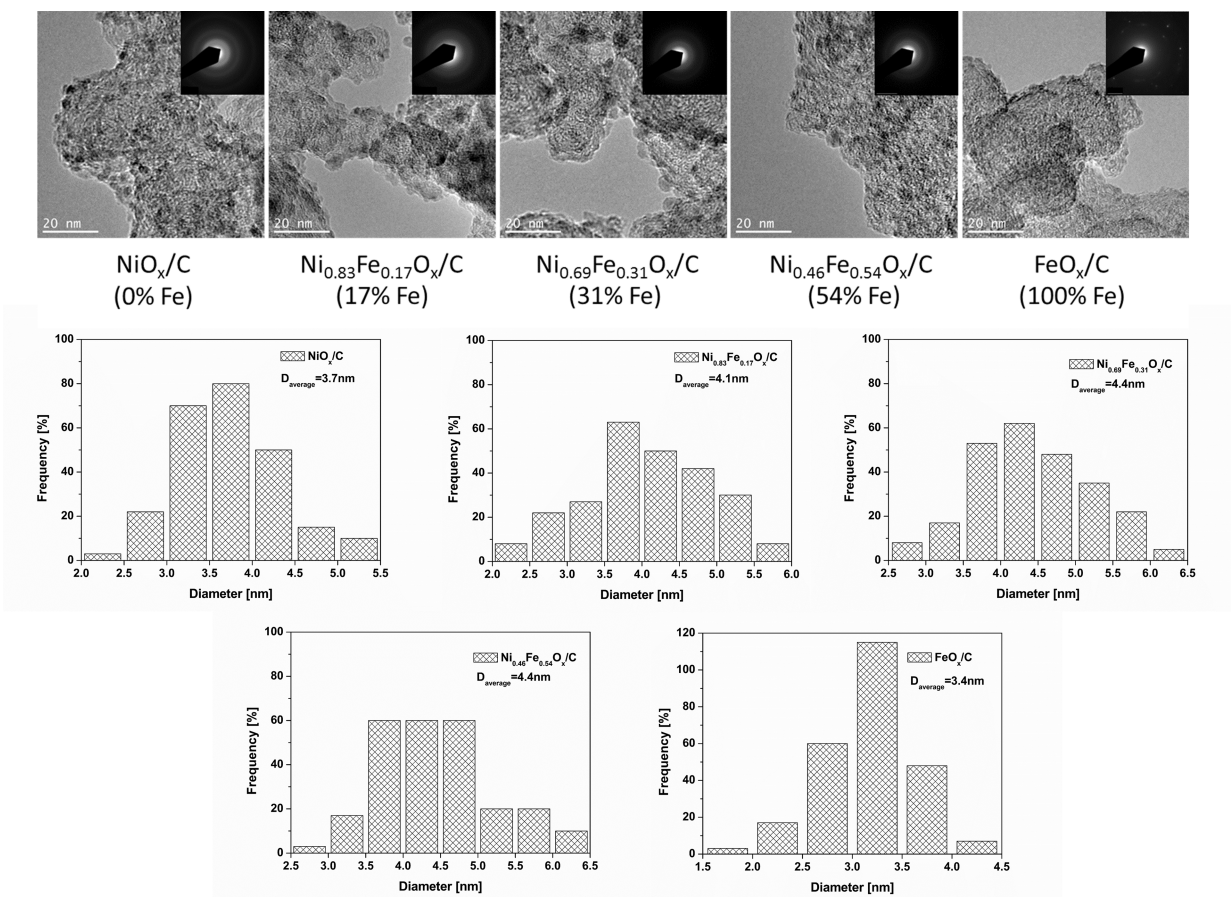 20 nm 20 nm 20 nm 20 nm 20 nm
NiOx/C Ni0.83Fe0.17Ox/C Ni0.69Fe0.31Ox/C Ni0.46Fe0.54Ox/C FeOx/C
(0% Fe) (17% Fe) (31% Fe) (54% Fe) (100% Fe)
100
80
60
40
20
0
Frequency [%]
NiOx/C
Daverage=3.7nm
2.0 2.5 3.0 3.5 4.0 4.5 5.0 5.5
Diameter [nm]
100
80
60
40
20
0
Frequency [%]
Ni0.83Fe0.17Ox/C
Daverage=4.1nm
2.0 2.5 3.0 3.5 4.0 4.5 5.0 5.5 6.0
Diameter [nm]
100
80
60
40
20
0
Frequency [%]
Ni0.69Fe0.31Ox/C
Daverage=4.4nm
2.5 3.0 3.5 4.0 4.5 5.0 5.5 6.0 6.5
Diameter [nm]
100
80
60
40
20
0
Frequency [%]
Ni0.46Fe0.54Ox/C
Daverage=4.4nm
2.5 3.0 3.5 4.0 4.5 5.0 5.5 6.0 6.5
Diameter [nm]
120
100
80
60
40
20
0
Frequency [%]
FeOx/C
Daverage=3.4nm
1.5 2.0 2.5 3.0 3.5 4.0 4.5
Diameter [nm]